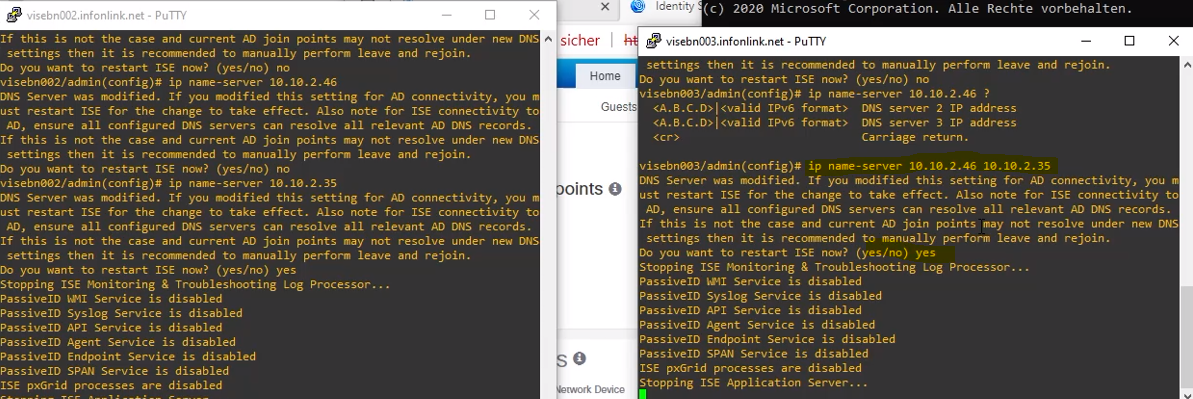 visebn002.infonlink.net - PuTTY
If this is not the case and current AD join points may not resolve under new DNS
settings then it is recommended to manually perform leave and rejoin.
Do you want to restart ISE now? (yes/no) no
visebn002/admin(config)# ip name-server 10.10.2.46
DNS Server was modified. If you modified this setting for AD connectivity, you m
ust restart ISE for the change to take effect. Also note for ISE connectivity to
AD, ensure all configured DNS servers can resolve all relevant AD DNS records.
If this is not the case and current AD join points may not resolve under new DNS
settings then it is recommended to manually perform leave and rejoin.
Do you want to restart ISE now? (yes/no) no
visebn002/admin(config)# ip name-server 10.10.2.35
DNS Server was modified. If you modified this setting for AD connectivity, you m
ust restart ISE for the change to take effect. Also note for ISE connectivity to
AD, ensure all configured DNS servers can resolve all relevant AD DNS records.
If this is not the case and current AD join points may not resolve under new DNS
settings then it is recommended to manually perform leave and rejoin.
Do you want to restart ISE now? (yes/no) yes
Stopping ISE Monitoring & Troubleshooting Log Processor...
PassiveID WMI Service is disabled
PassiveID Syslog Service is disabled
PassiveID API Service is disabled
PassiveID Agent Service is disabled
PassiveID Endpoint Service is disabled
PassiveID SPAN Service is disabled
ISE pxGrid processes are disabled
Stopping ISE Application Server...
Identity S
sicher
Home
Guests
points
S
Network Device
(c) 2020 Microsoft Corporation. Alle Rechte vorbehalten.
visebn003.infonlink.net - PuTTY
settings then it is recommended to manually perform leave and rejoin.
Do you want to restart ISE now? (yes/no) no
visebn003/admin(config)# ip name-server 10.10.2.46 ?
<A.B.C.D>|<valid IPv6 format> DNS server 2 IP address
<A.B.C.D>|<valid IPv6 format> DNS server 3 IP address
<cr> Carriage return.
visebn003/admin(config)# ip name-server 10.10.2.46 10.10.2.35
DNS Server was modified. If you modified this setting for AD connectivity, you m
ust restart ISE for the change to take effect. Also note for ISE connectivity to
AD, ensure all configured DNS servers can resolve all relevant AD DNS records.
If this is not the case and current AD join points may not resolve under new DNS
settings then it is recommended to manually perform leave and rejoin.
Do you want to restart ISE now? (yes/no) yes
Stopping ISE Monitoring & Troubleshooting Log Processor...
PassiveID WMI Service is disabled
PassiveID Syslog Service is disabled
PassiveID API Service is disabled
PassiveID Agent Service is disabled
PassiveID Endpoint Service is disabled
PassiveID SPAN Service is disabled
ISE pxGrid processes are disabled
Stopping ISE Application Server...